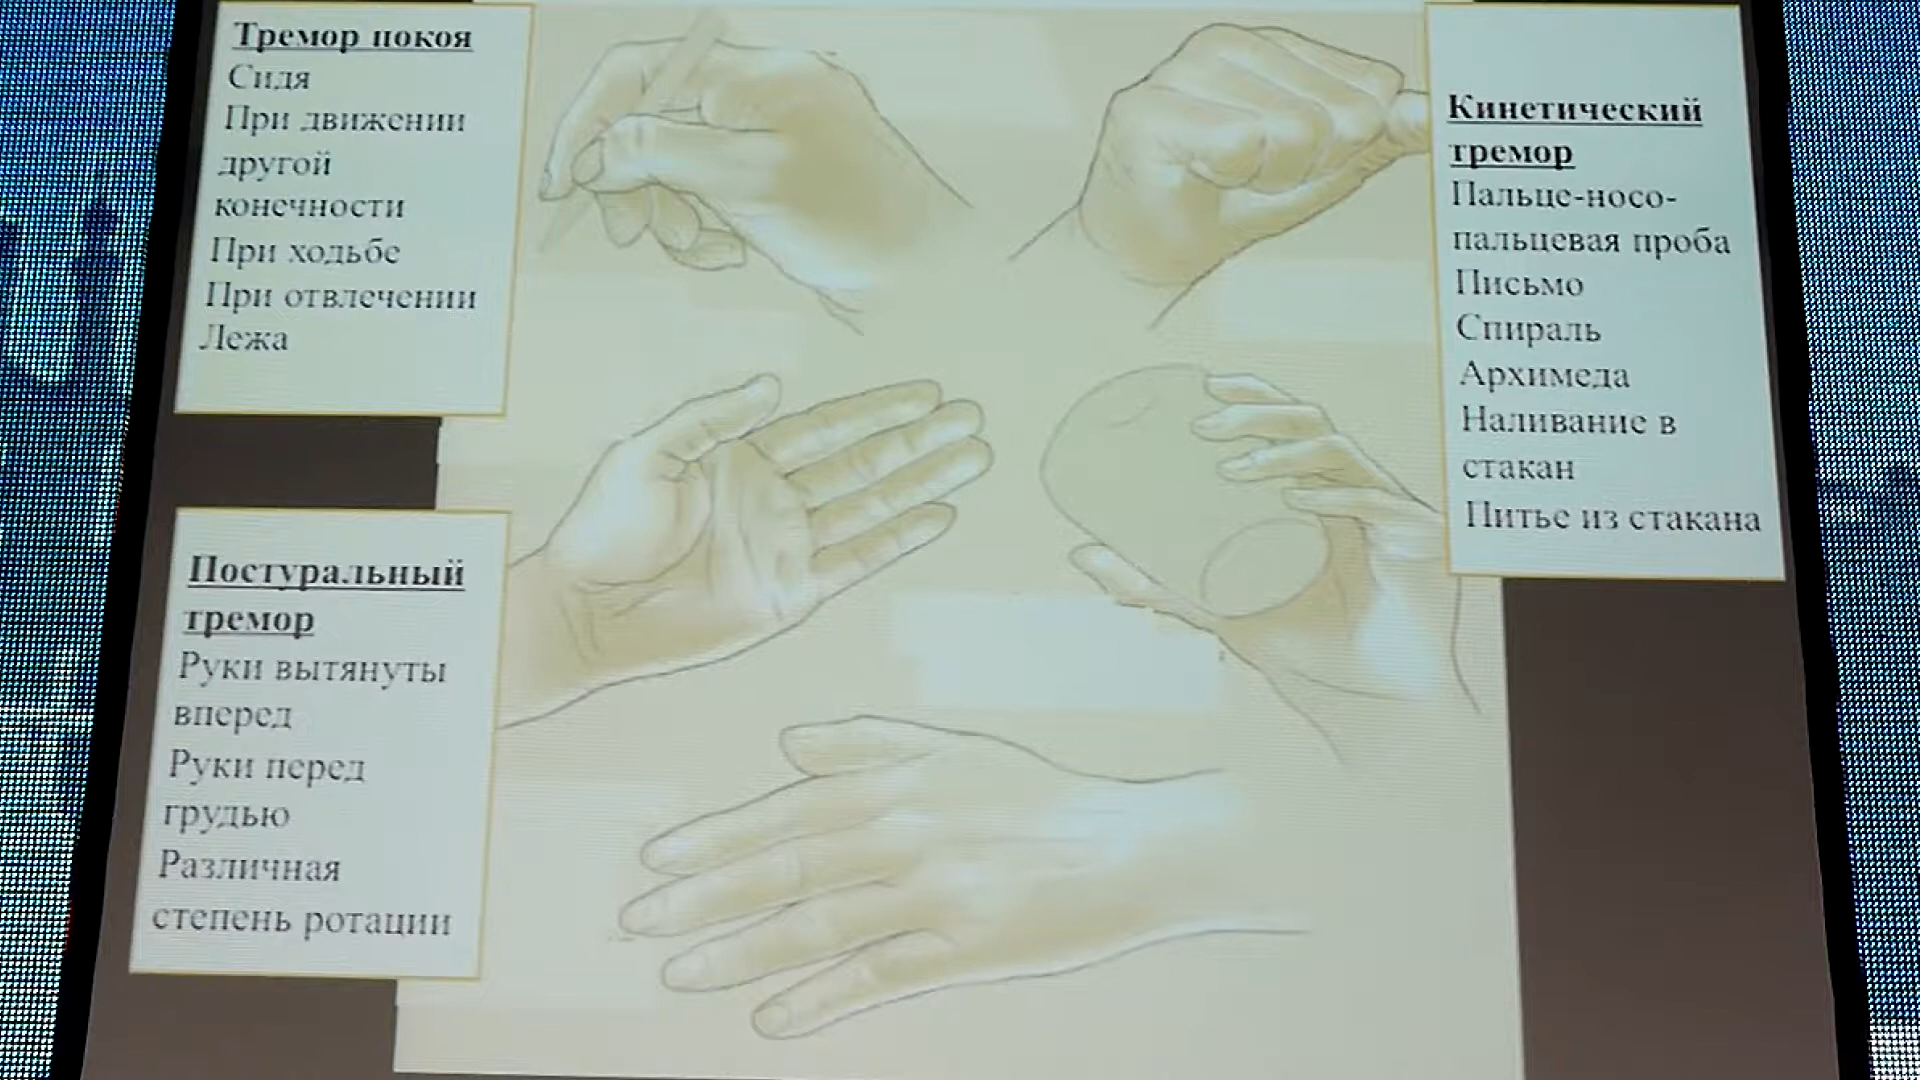 Тремор покоя
Сидя
При движении
другой
конечности
При ходьбе
При отвлечении
Лежа
Постуральный
тремор
Руки вытянуты
вперед
Руки перед
грудью
Различная
степень ротации
Кинетический
тремор
Пальце-носо-
пальцевая проба
Письмо
Спираль
Архимеда
Наливание в
стакан
Питье из стакана